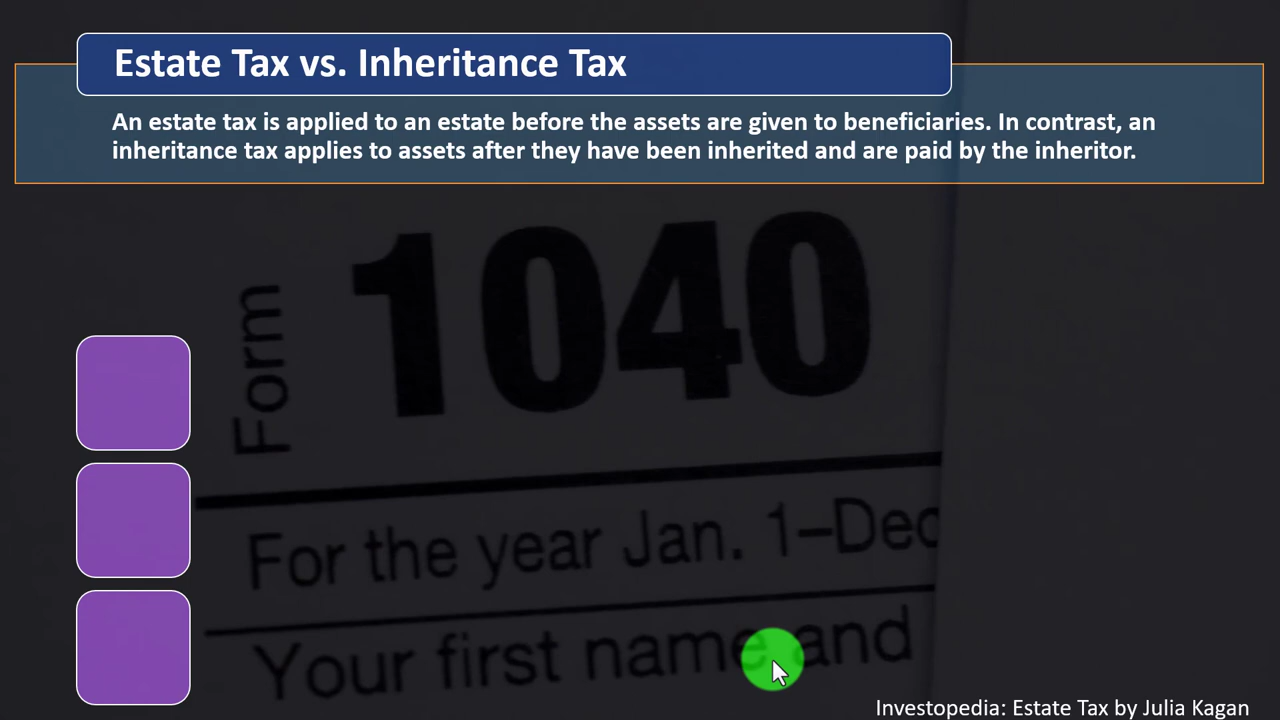 Estate Tax vs. Inheritance Tax
An estate tax is applied to an estate before the assets are given to beneficiaries. In contrast, an
inheritance tax applies to assets after they have been inherited and are paid by the inheritor.
Form
1040
For the year Jan. 1–Dec
Your first name and
Investopedia: Estate Tax by Julia Kagan